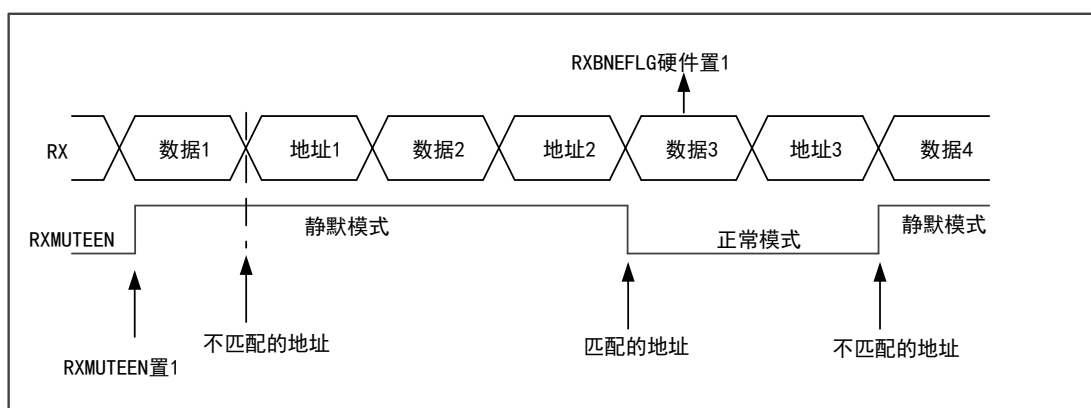 RXBNEFLG硬件置1
RX 数据1 地址1 数据2 地址2 数据3 地址3 数据4
RXMUTEEN 静默模式 正常模式 静默模式
不匹配的地址 匹配的地址 不匹配的地址
RXMUTEEN置1